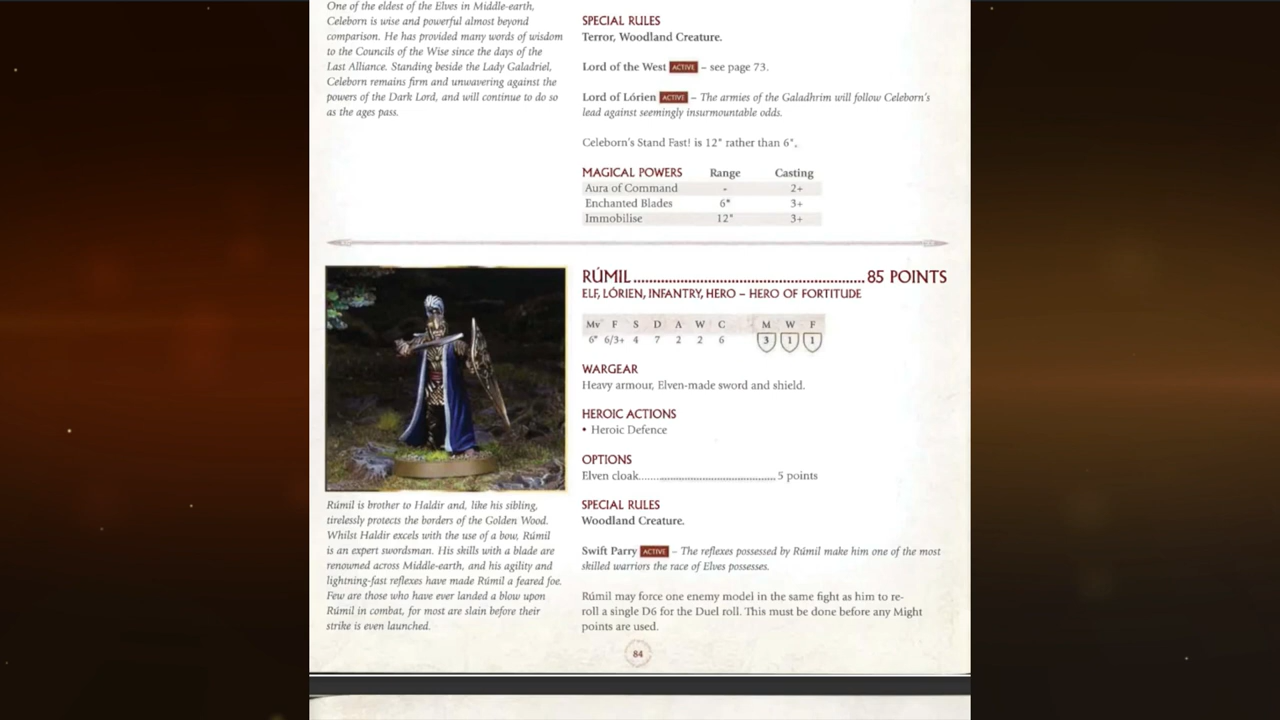 One of the eldest of the Elves in Middle-earth,
Celeborn is wise and powerful almost beyond
comparison. He has provided many words of wisdom
to the Councils of the Wise since the days of the
Last Alliance. Standing beside the Lady Galadriel,
Celeborn remains firm and unwavering against the
powers of the Dark Lord, and will continue to do so
as the ages pass.
SPECIAL RULES
Terror, Woodland Creature.
Lord of the West ACTIVE – see page 73.
Lord of Lórien ACTIVE – The armies of the Galadhrim will follow Celeborn's
lead against seemingly insurmountable odds.
Celeborn's Stand Fast! is 12" rather than 6".
MAGICAL POWERS Range Casting
Aura of Command - 2+
Enchanted Blades 6" 3+
Immobilise 12" 3+
RÚMIL..........................................................85 POINTS
ELF, LÓRIEN, INFANTRY, HERO – HERO OF FORTITUDE
Mv F S D A W C M W F
6" 6/3+ 4 7 2 2 6 3 1 1
WARGEAR
Heavy armour, Elven-made sword and shield.
HEROIC ACTIONS
• Heroic Defence
OPTIONS
Elven cloak..............................................5 points
SPECIAL RULES
Woodland Creature.
Swift Parry ACTIVE – The reflexes possessed by Rúmil make him one of the most
skilled warriors the race of Elves possesses.
Rúmil may force one enemy model in the same fight as him to re-
roll a single D6 for the Duel roll. This must be done before any Might
points are used.
Rúmil is brother to Haldir and, like his sibling,
tirelessly protects the borders of the Golden Wood.
Whilst Haldir excels with the use of a bow, Rúmil
is an expert swordsman. His skills with a blade are
renowned across Middle-earth, and his agility and
lightning-fast reflexes have made Rúmil a feared foe.
Few are those who have ever landed a blow upon
Rúmil in combat, for most are slain before their
strike is even launched.
84